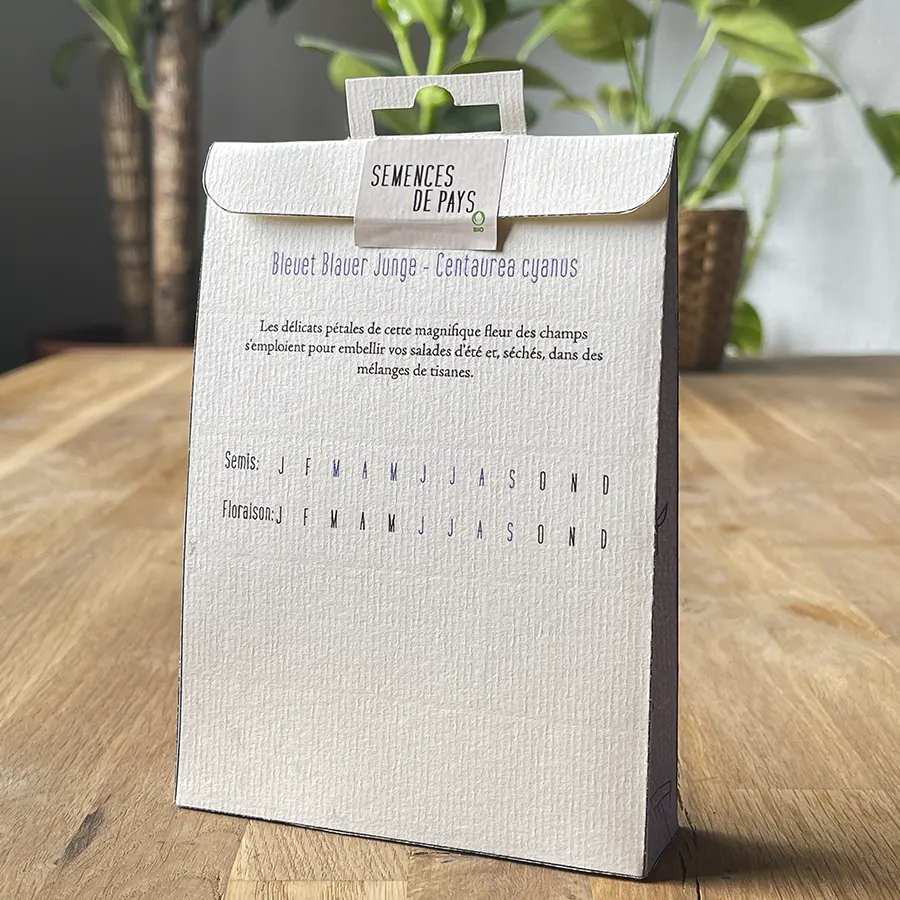 SEMENCES
DE PAYS
BIO
Bleuet Blauer Junge - Centaurea cyanus
Les délicats pétales de cette magnifique fleur des champs
s'emploient pour embellir vos salades d'été et, séchés, dans des
mélanges de tisanes.
Semis: J F M A M J J A S O N D
Floraison: J F M A M J J A S O N D